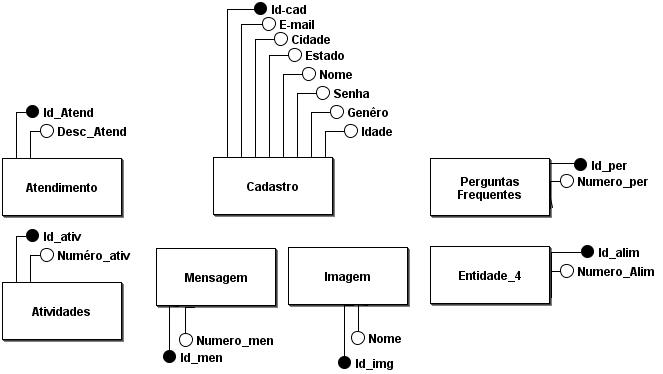 Id-cad
E-mail
Cidade
Estado
Nome
Senha
Genêro
Idade
Cadastro
Id_Atend
Desc_Atend
Atendimento
Id_per
Numero_per
Perguntas
Frequentes
Id_ativ
Numéro_ativ
Atividades
Mensagem
Numero_men
Id_men
Imagem
Nome
Id_img
Id_alim
Numero_Alim
Entidade_4